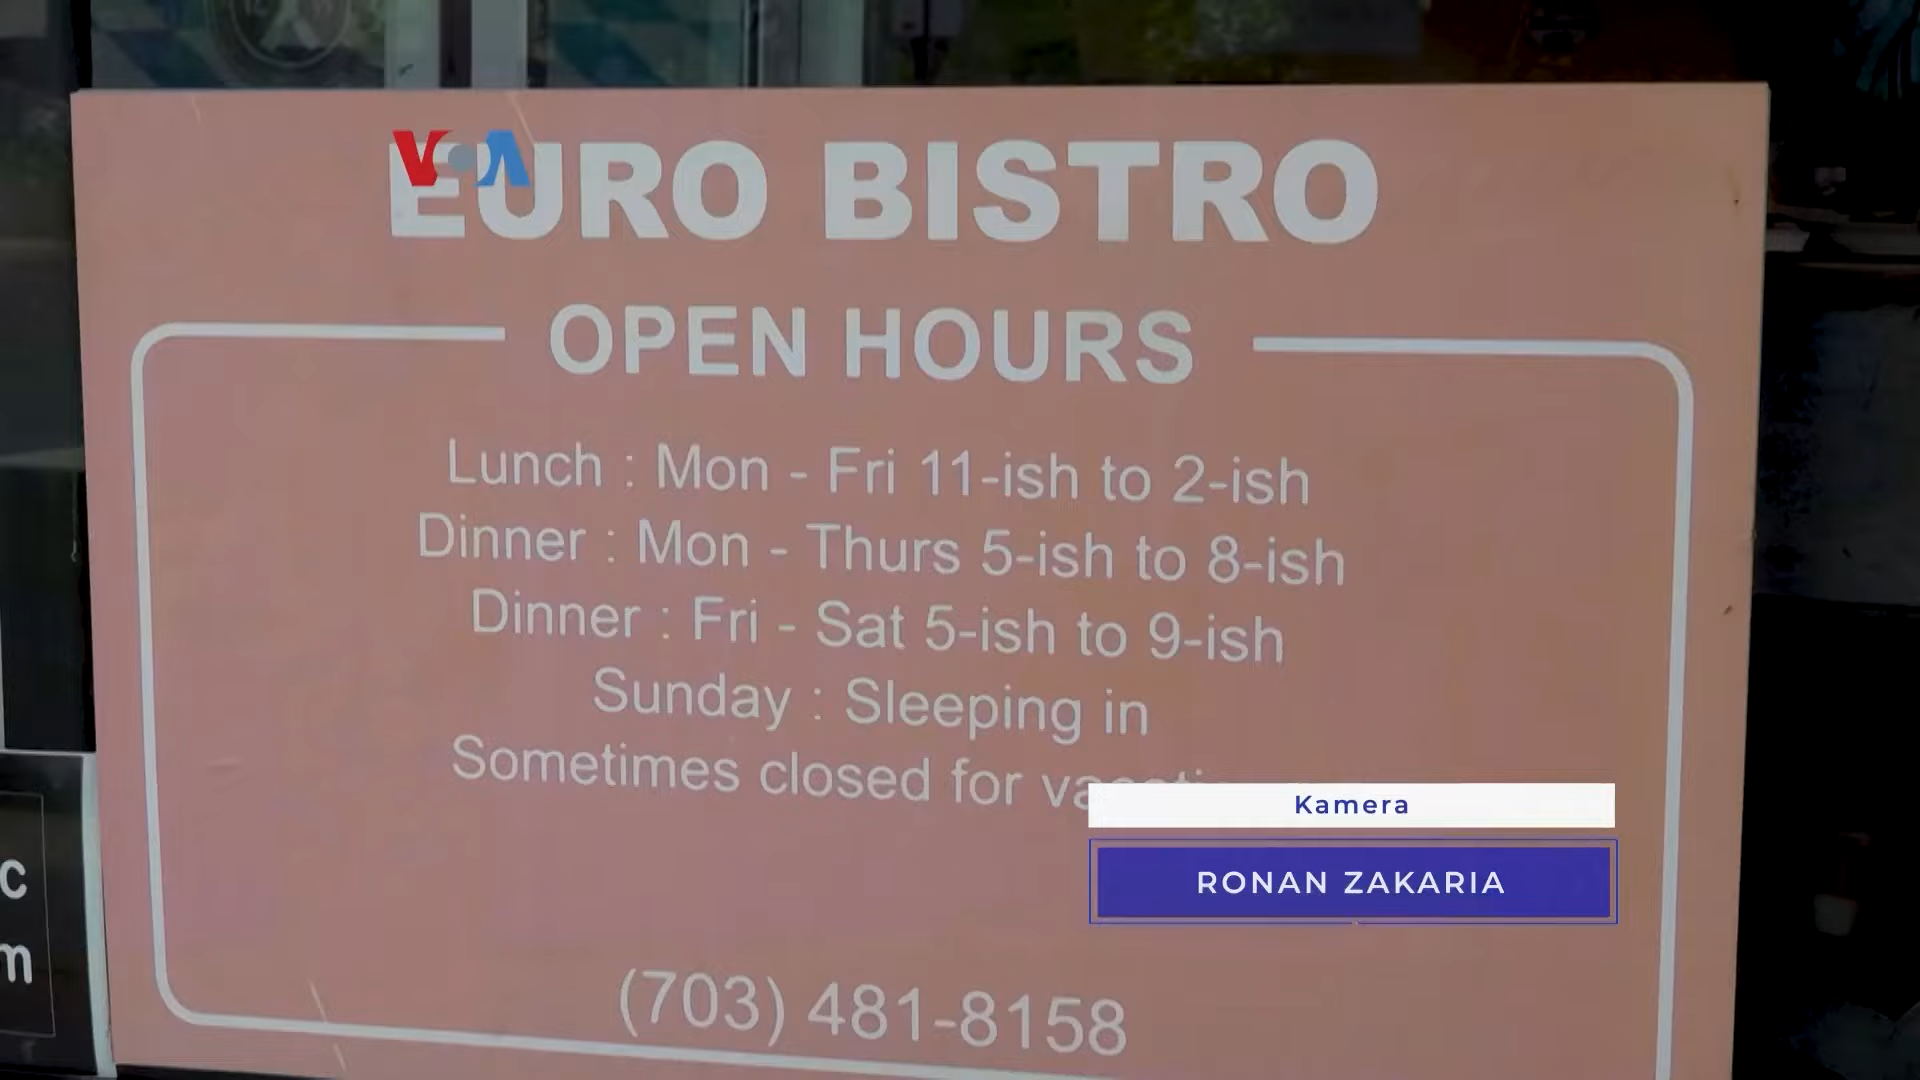 VOA
EURO BISTRO
OPEN HOURS
Lunch : Mon - Fri 11-ish to 2-ish
Dinner : Mon - Thurs 5-ish to 8-ish
Dinner : Fri - Sat 5-ish to 9-ish
Sunday : Sleeping in
Sometimes closed for
Kamera
RONAN ZAKARIA
c
m
(703) 481-8158